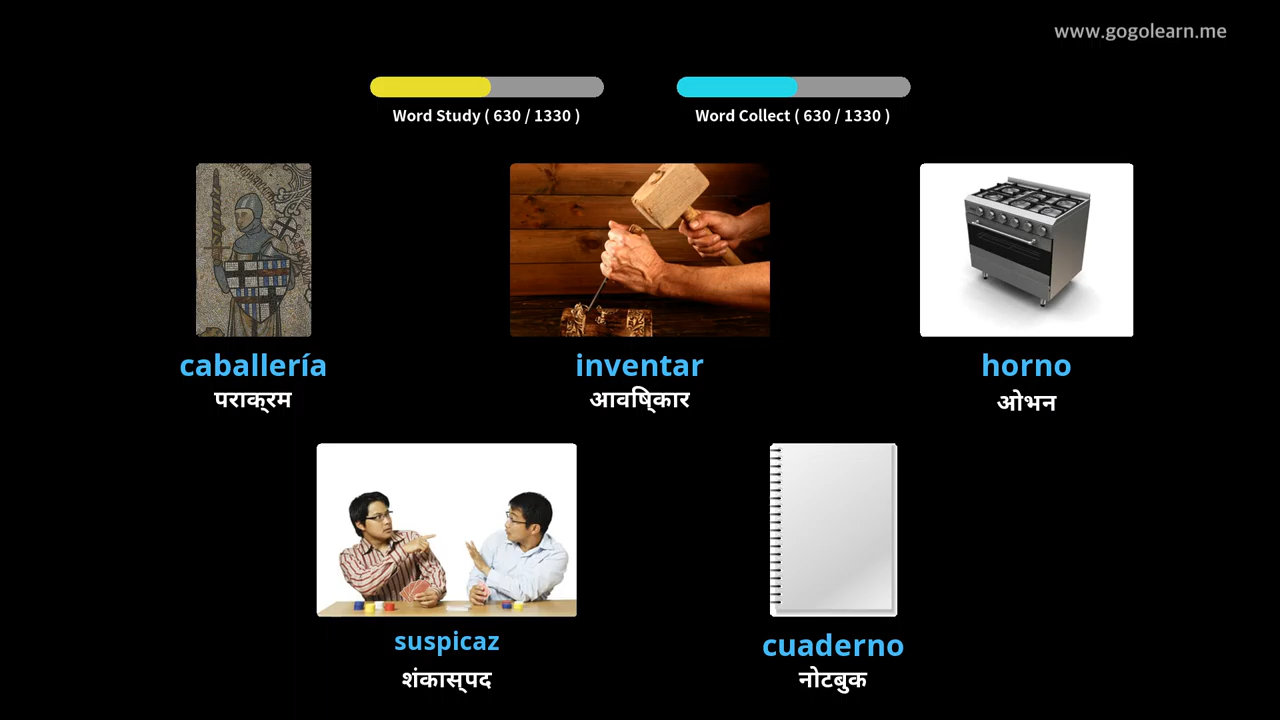 www.gogolearn.me
Word Study ( 630 / 1330 )
Word Collect ( 630 / 1330 )
caballería
पराक्रम
inventar
आविष्कार
horno
ओभन
suspicaz
शंकास्पद
cuaderno
नोटबुक